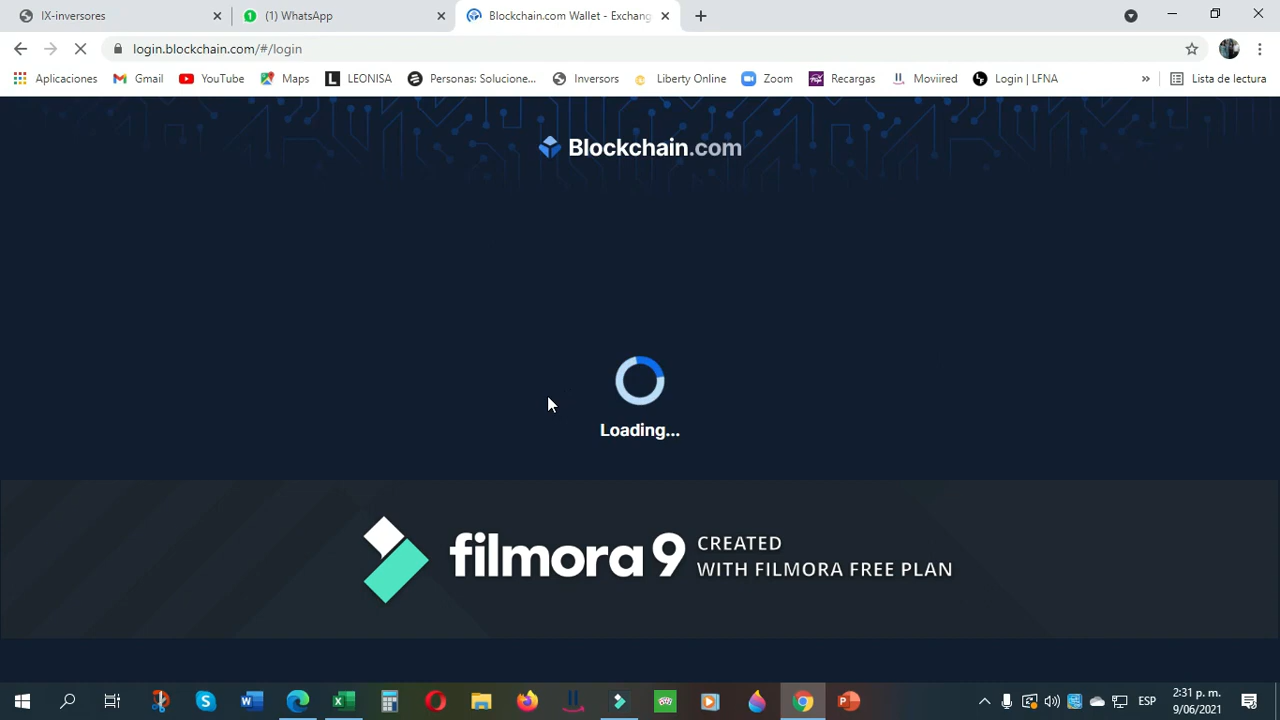 IX-inversores
(1) WhatsApp
Blockchain.com Wallet - Exchang
login.blockchain.com/#/login
Aplicaciones
Gmail
YouTube
Maps
LEONISA
Personas: Solucione...
Inversors
Liberty Online
Zoom
Recargas
Moviired
Login | LFNA
»
Lista de lectura
Blockchain.com
Loading...
filmora 9
CREATED
WITH FILMORA FREE PLAN
ESP
2:31 p. m.
9/06/2021